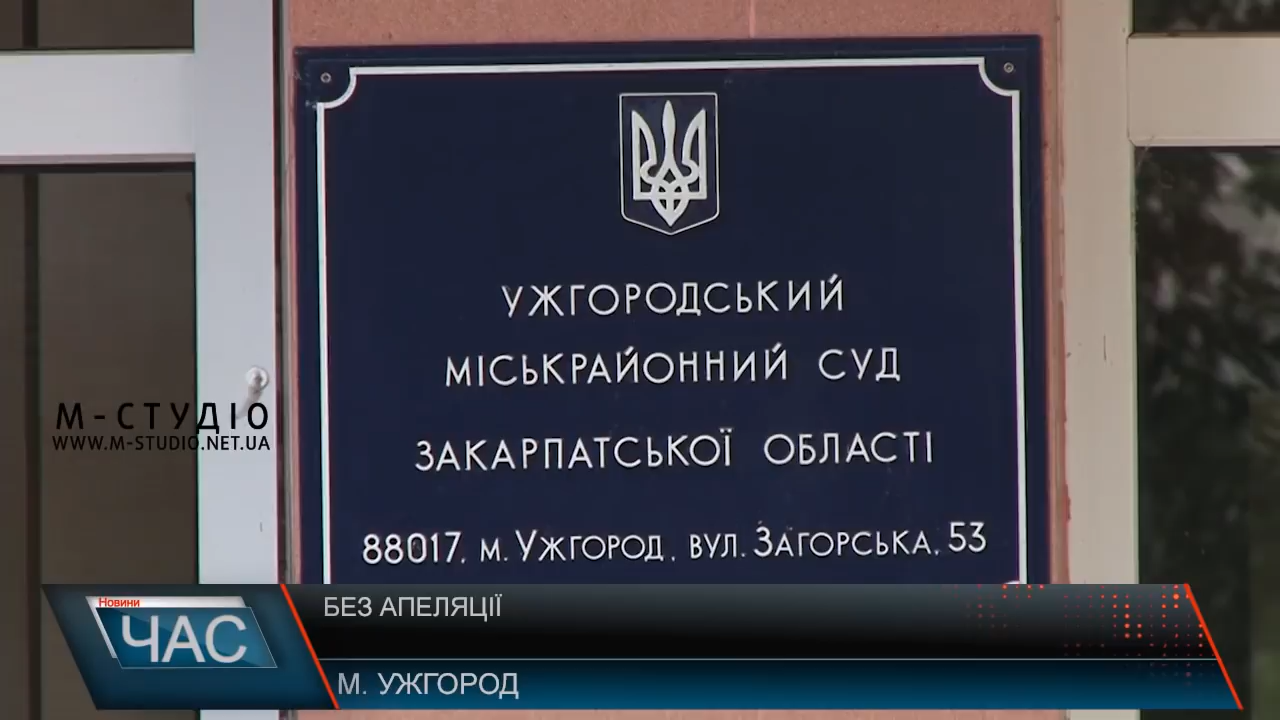 УЖГОРОДСЬКИЙ
МІСЬКРАЙОННИЙ СУД
ЗАКАРПАТСЬКОЇ ОБЛАСТІ
88017, м. Ужгород, вул. Загорська, 53
М-СТУДІО
WWW.M-STUDIO.NET.UA
Новини
ЧАС
БЕЗ АПЕЛЯЦІЇ
М. УЖГОРОД